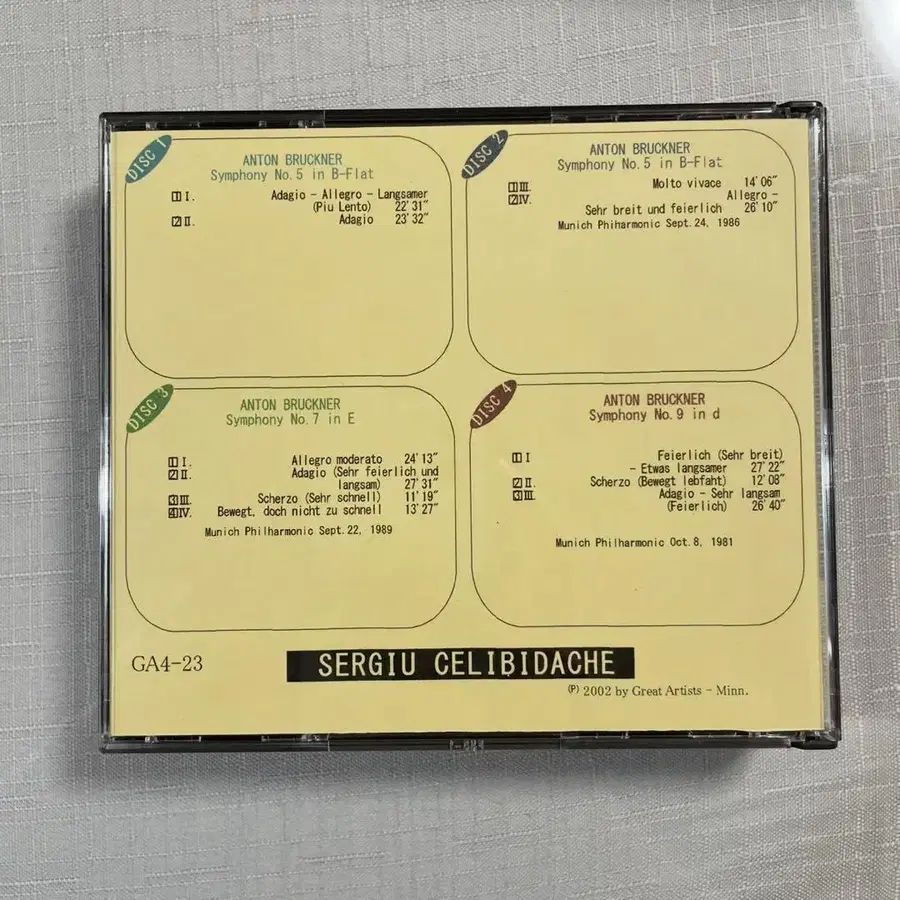 DISC 1
ANTON BRUCKNER
Symphony No.5 in B-Flat
1 I. Adagio - Allegro - Langsamer
(Piu Lento) 22'31"
2 II. Adagio 23'32"
DISC 2
ANTON BRUCKNER
Symphony No.5 in B-Flat
1 III. Molto vivace 14'06"
2 IV. Allegro -
Sehr breit und feierlich 26'10"
Munich Phiharmonic Sept.24, 1986
DISC 3
ANTON BRUCKNER
Symphony No.7 in E
1 I. Allegro moderato 24'13"
2 II. Adagio (Sehr feierlich und
langsam) 27'31"
3 III. Scherzo (Sehr schnell) 11'19"
4 IV. Bewegt, doch nicht zu schnell 13'27"
Munich Philharmonic Sept.22, 1989
DISC 4
ANTON BRUCKNER
Symphony No.9 in d
1 I Feierlich (Sehr breit)
- Etwas langsamer 27'22"
2 II. Scherzo (Bewegt lebfaht) 12'08"
3 III. Adagio - Sehr langsam
(Feierlich) 26'40"
Munich Philharmonic Oct.8, 1981
GA4-23
SERGIU CELIBIDACHE
(P) 2002 by Great Artists - Minn.